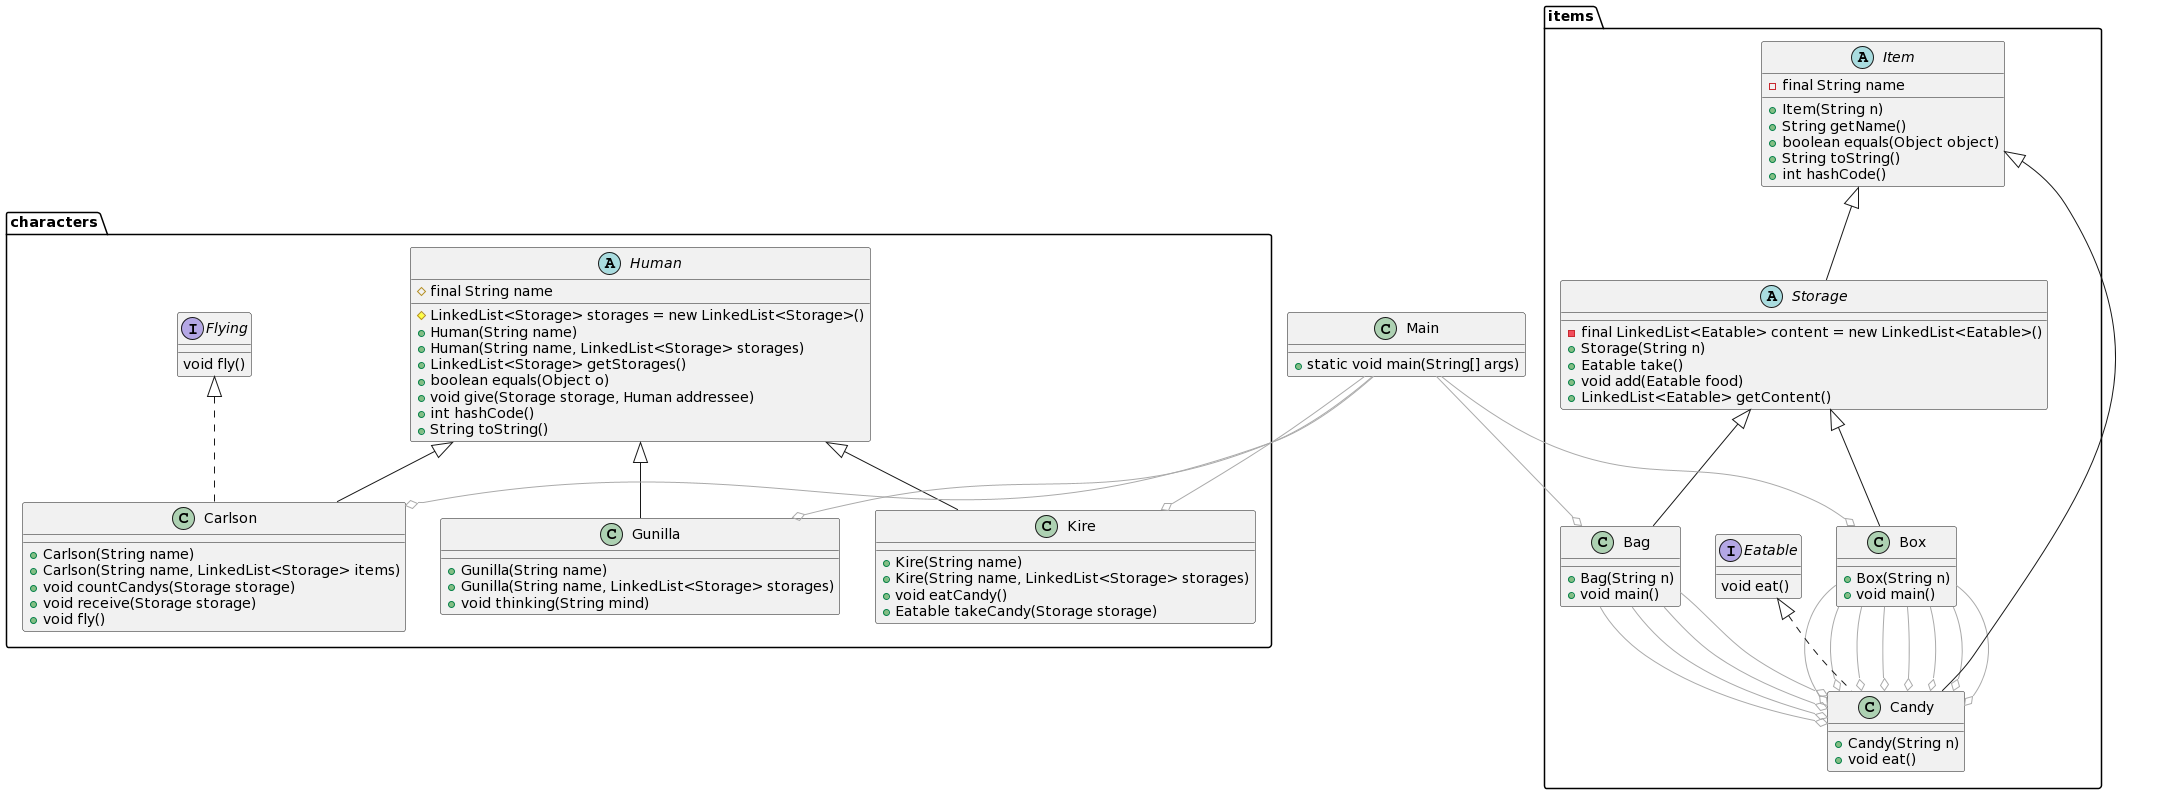 characters
I Flying
void fly()
A Human
final String name
LinkedList<Storage> storages = new LinkedList<Storage>()
Human(String name)
Human(String name, LinkedList<Storage> storages)
LinkedList<Storage> getStorages()
boolean equals(Object o)
void give(Storage storage, Human addressee)
int hashCode()
String toString()
C Carlson
Carlson(String name)
Carlson(String name, LinkedList<Storage> items)
void countCandys(Storage storage)
void receive(Storage storage)
void fly()
C Gunilla
Gunilla(String name)
Gunilla(String name, LinkedList<Storage> storages)
void thinking(String mind)
C Kire
Kire(String name)
Kire(String name, LinkedList<Storage> storages)
void eatCandy()
Eatable takeCandy(Storage storage)
C Main
static void main(String[] args)
items
A Item
final String name
Item(String n)
String getName()
boolean equals(Object object)
String toString()
int hashCode()
A Storage
final LinkedList<Eatable> content = new LinkedList<Eatable>()
Storage(String n)
Eatable take()
void add(Eatable food)
LinkedList<Eatable> getContent()
C Bag
Bag(String n)
void main()
I Eatable
void eat()
C Box
Box(String n)
void main()
C Candy
Candy(String n)
void eat()